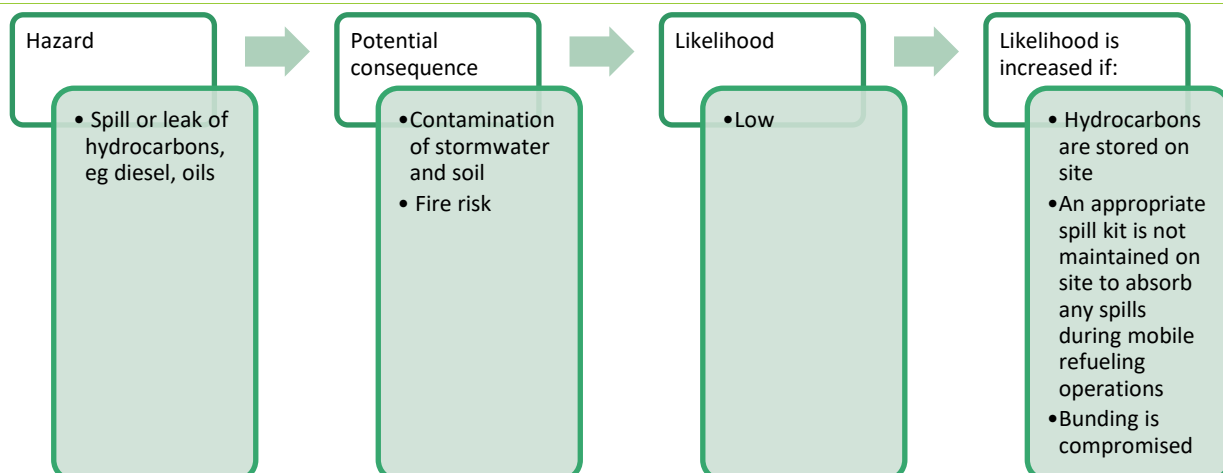 Hazard
• Spill or leak of
hydrocarbons,
eg diesel, oils
Potential
consequence
•Contamination
of stormwater
and soil
• Fire risk
Likelihood
•Low
Likelihood is
increased if:
• Hydrocarbons
are stored on
site
•An appropriate
spill kit is not
maintained on
site to absorb
any spills
during mobile
refueling
operations
•Bunding is
compromised